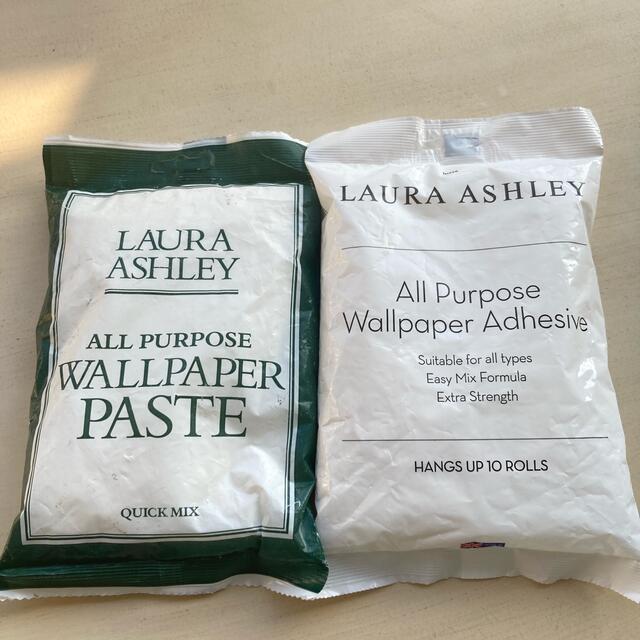 LAURA
ASHLEY
ALL PURPOSE
WALLPAPER
PASTE
QUICK MIX
LAURA ASHLEY
All Purpose
Wallpaper Adhesive
Suitable for all types
Easy Mix Formula
Extra Strength
HANGS UP 10 ROLLS